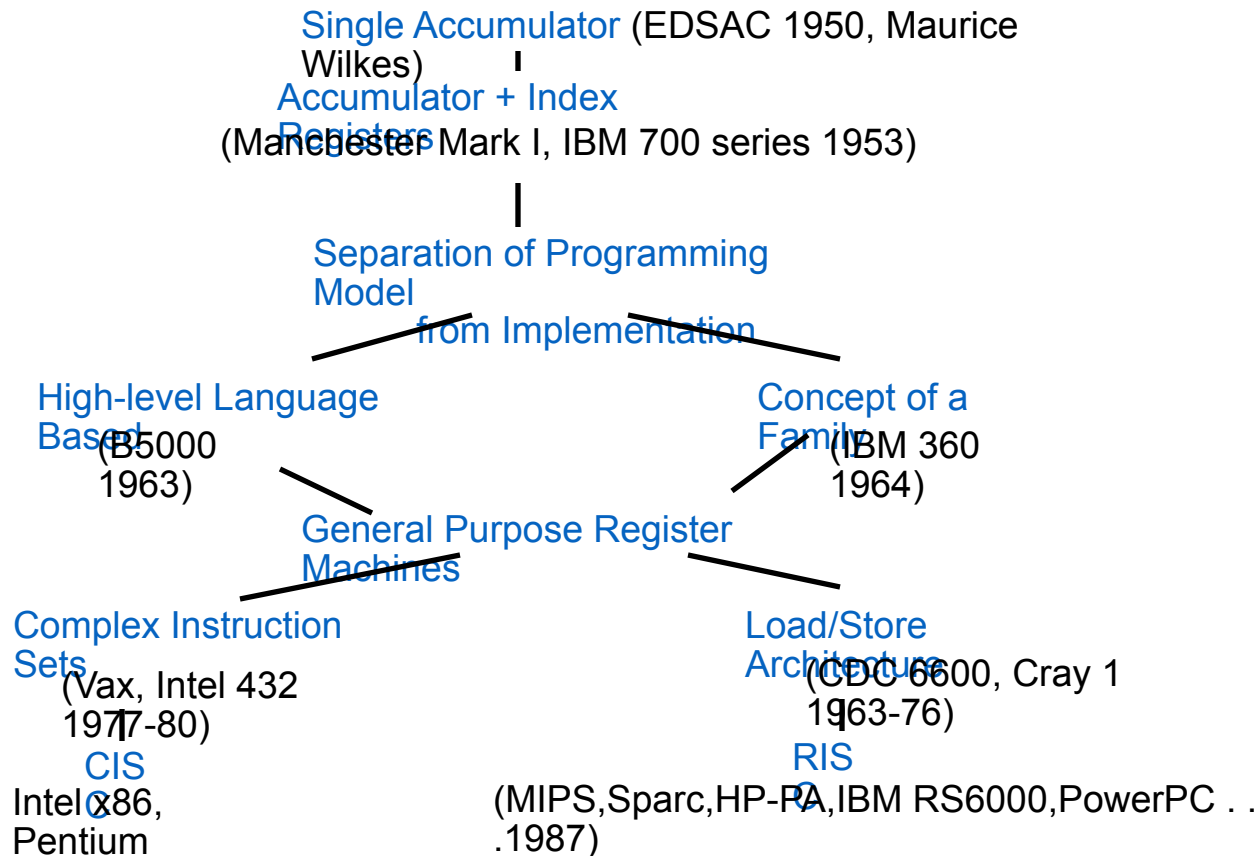 Single Accumulator (EDSAC 1950, Maurice
Wilkes)
Accumulator + Index
Registers
(Manchester Mark I, IBM 700 series 1953)
Separation of Programming
Model
from Implementation
High-level Language
Based
(B5000
1963)
Concept of a
Family
(IBM 360
1964)
General Purpose Register
Machines
Complex Instruction
Sets
(Vax, Intel 432
1977-80)
Load/Store
Architecture
(CDC 6600, Cray 1
1963-76)
CIS
C
Intel x86,
Pentium
RIS
C
(MIPS,Sparc,HP-PA,IBM RS6000,PowerPC . .
.1987)